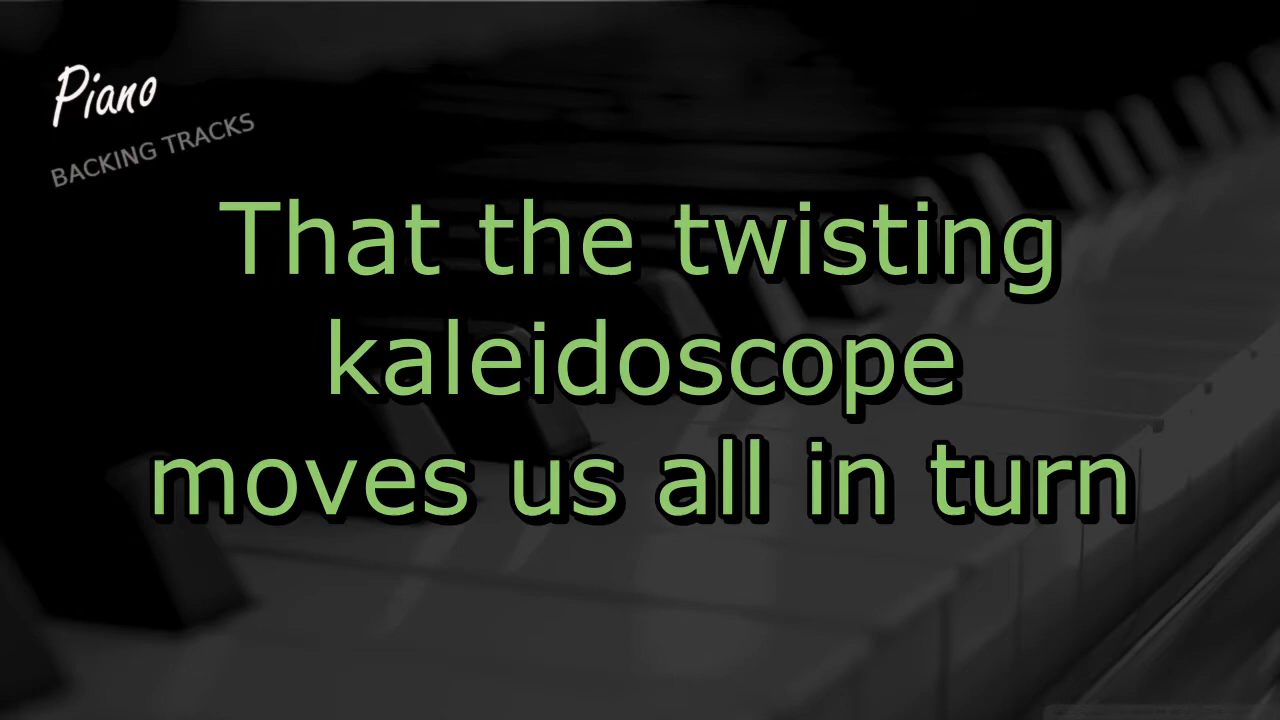 Piano
BACKING TRACKS
That the twisting
kaleidoscope
moves us all in turn